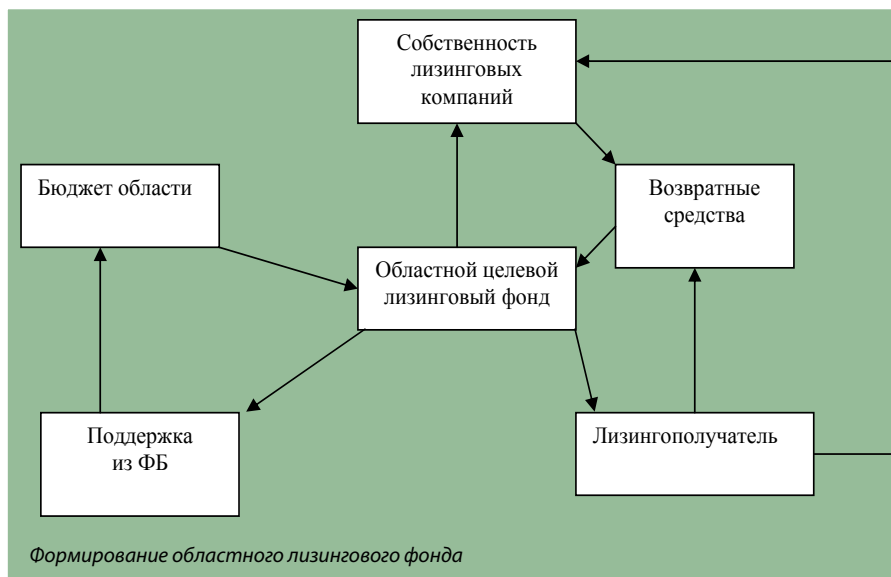 Собственность
лизинговых
компаний
Бюджет области
Возвратные
средства
Областной целевой
лизинговый фонд
Поддержка
из ФБ
Лизингополучатель
Формирование областного лизингового фонда